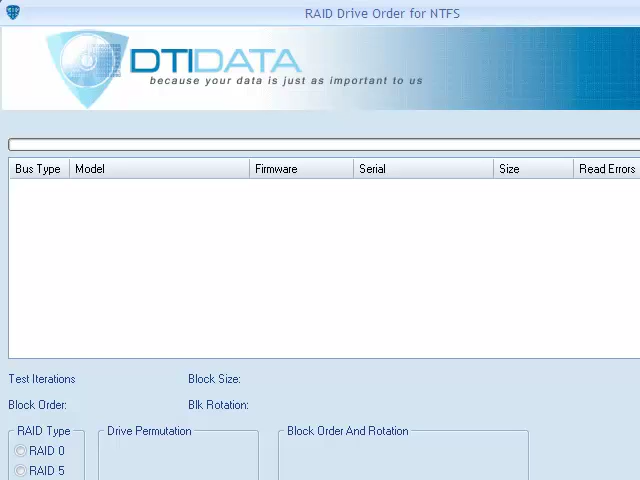 RAID Drive Order for NTFS
DTIDATA
because your data is just as important to us
Bus Type Model Firmware Serial Size Read Errors
Test Iterations Block Size:
Block Order: Blk Rotation:
RAID Type Drive Permutation Block Order And Rotation
RAID 0
RAID 5